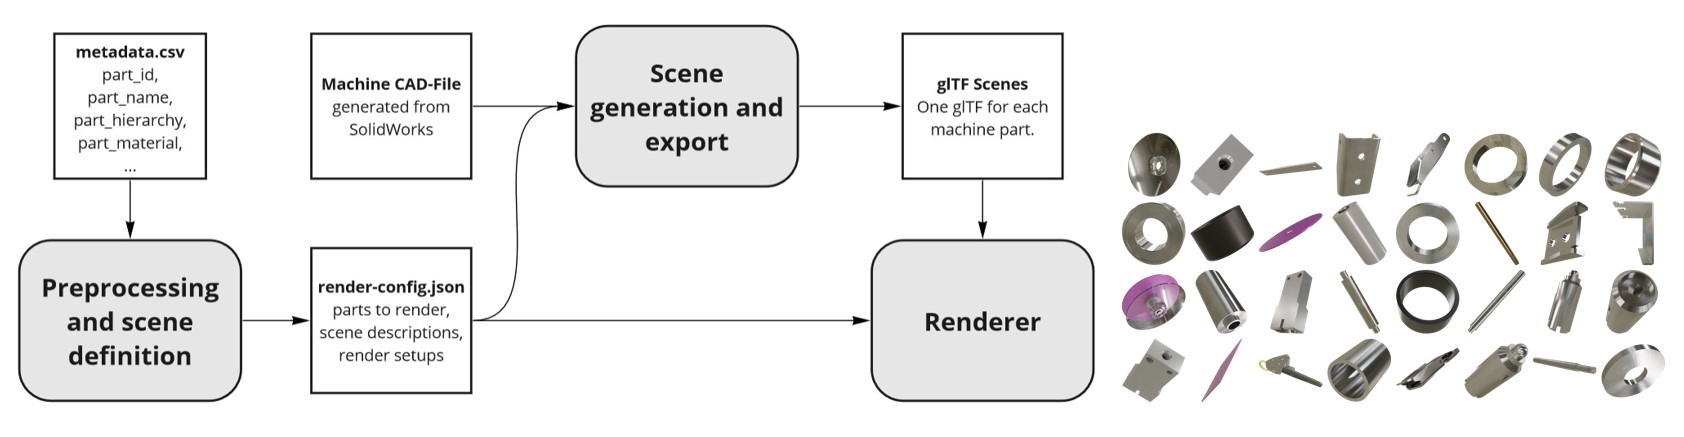 metadata.csv
part_id,
part_name,
part_hierarchy,
part_material,
...
Machine CAD-File
generated from
SolidWorks
Scene
generation and
export
glTF Scenes
One glTF for each
machine part.
Preprocessing
and scene
definition
render-config.json
parts to render,
scene descriptions,
render setups
Renderer